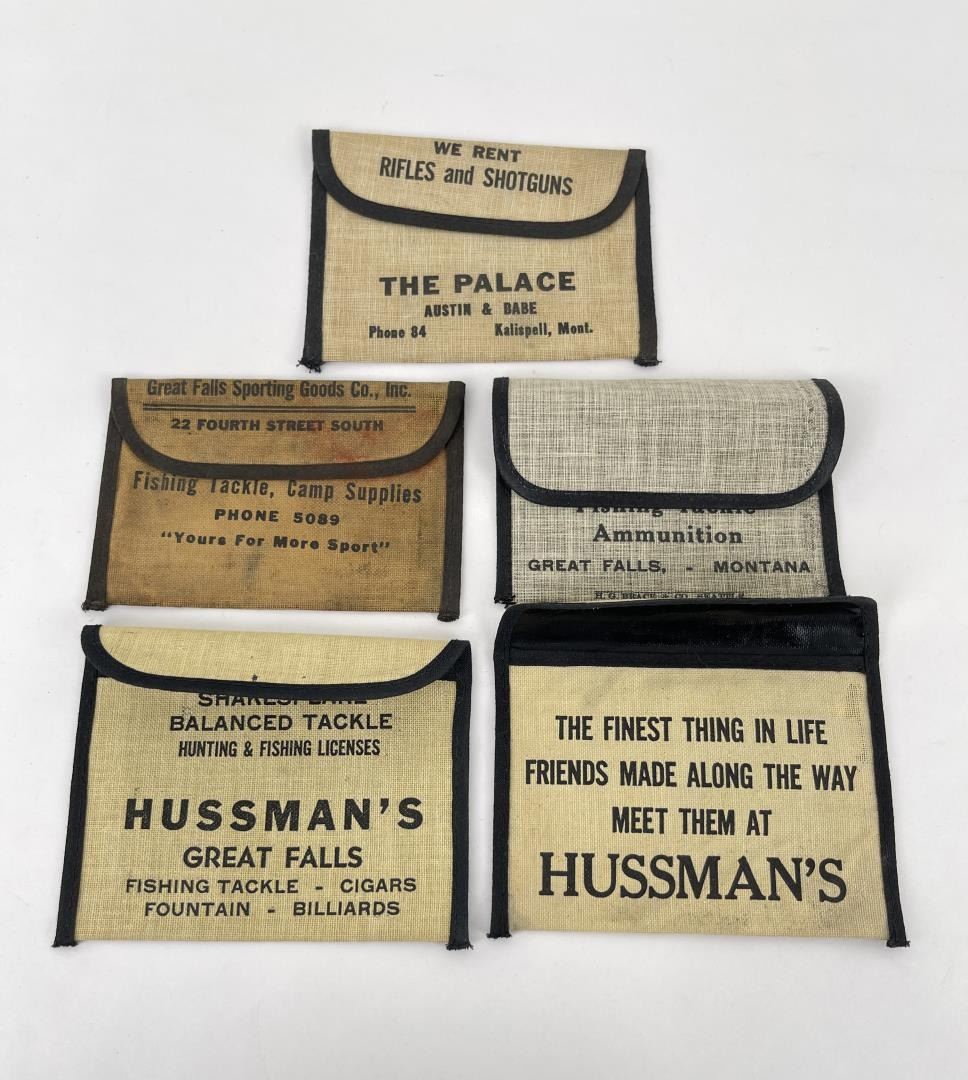 WE RENT
RIFLES and SHOTGUNS
THE PALACE
AUSTIN & BABE
Phone 84 Kalispell, Mont.
Great Falls Sporting Goods Co., Inc.
22 FOURTH STREET SOUTH
Fishing Tackle, Camp Supplies
PHONE 5089
"Yours For More Sport"
Fishing Tackle
Ammunition
GREAT FALLS, - MONTANA
SHAKESPEARE
BALANCED TACKLE
HUNTING & FISHING LICENSES
HUSSMAN'S
GREAT FALLS
FISHING TACKLE - CIGARS
FOUNTAIN - BILLIARDS
THE FINEST THING IN LIFE
FRIENDS MADE ALONG THE WAY
MEET THEM AT
HUSSMAN'S